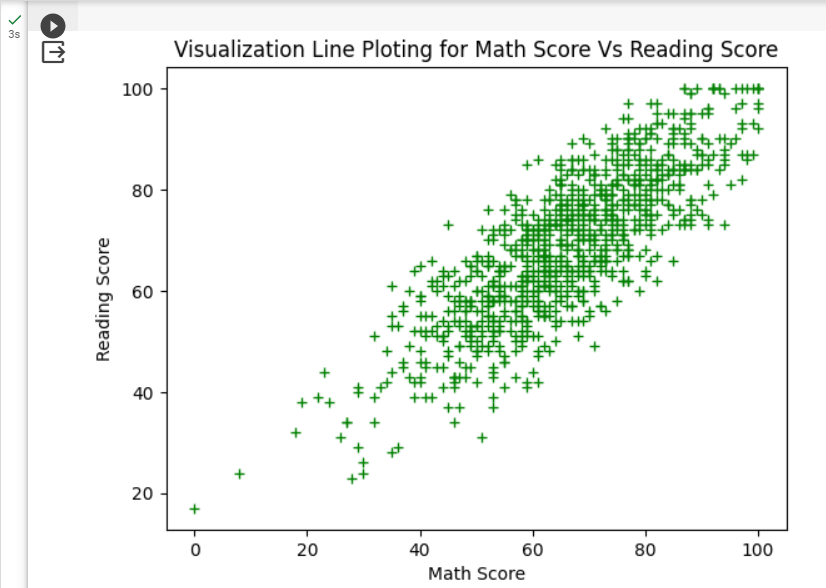 3s
Visualization Line Ploting for Math Score Vs Reading Score
100
80
60
40
20
Reading Score
0 20 40 60 80 100
Math Score